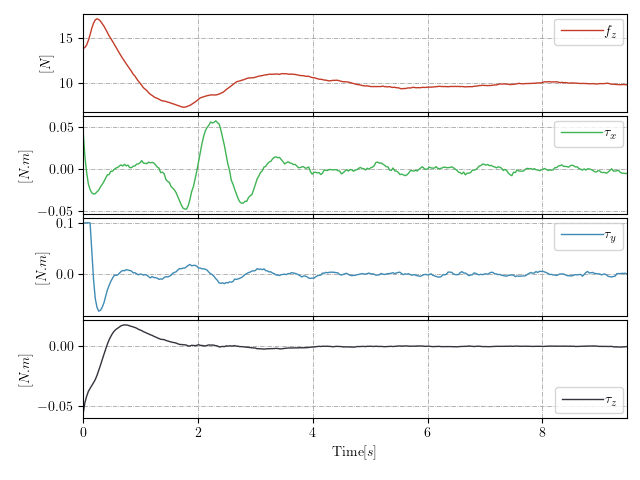 15
10
[N]
f_z
0.05
0.00
−0.05
[N.m]
τ_x
0.1
0.0
[N.m]
τ_y
0.00
−0.05
[N.m]
τ_z
0 2 4 6 8
Time[s]